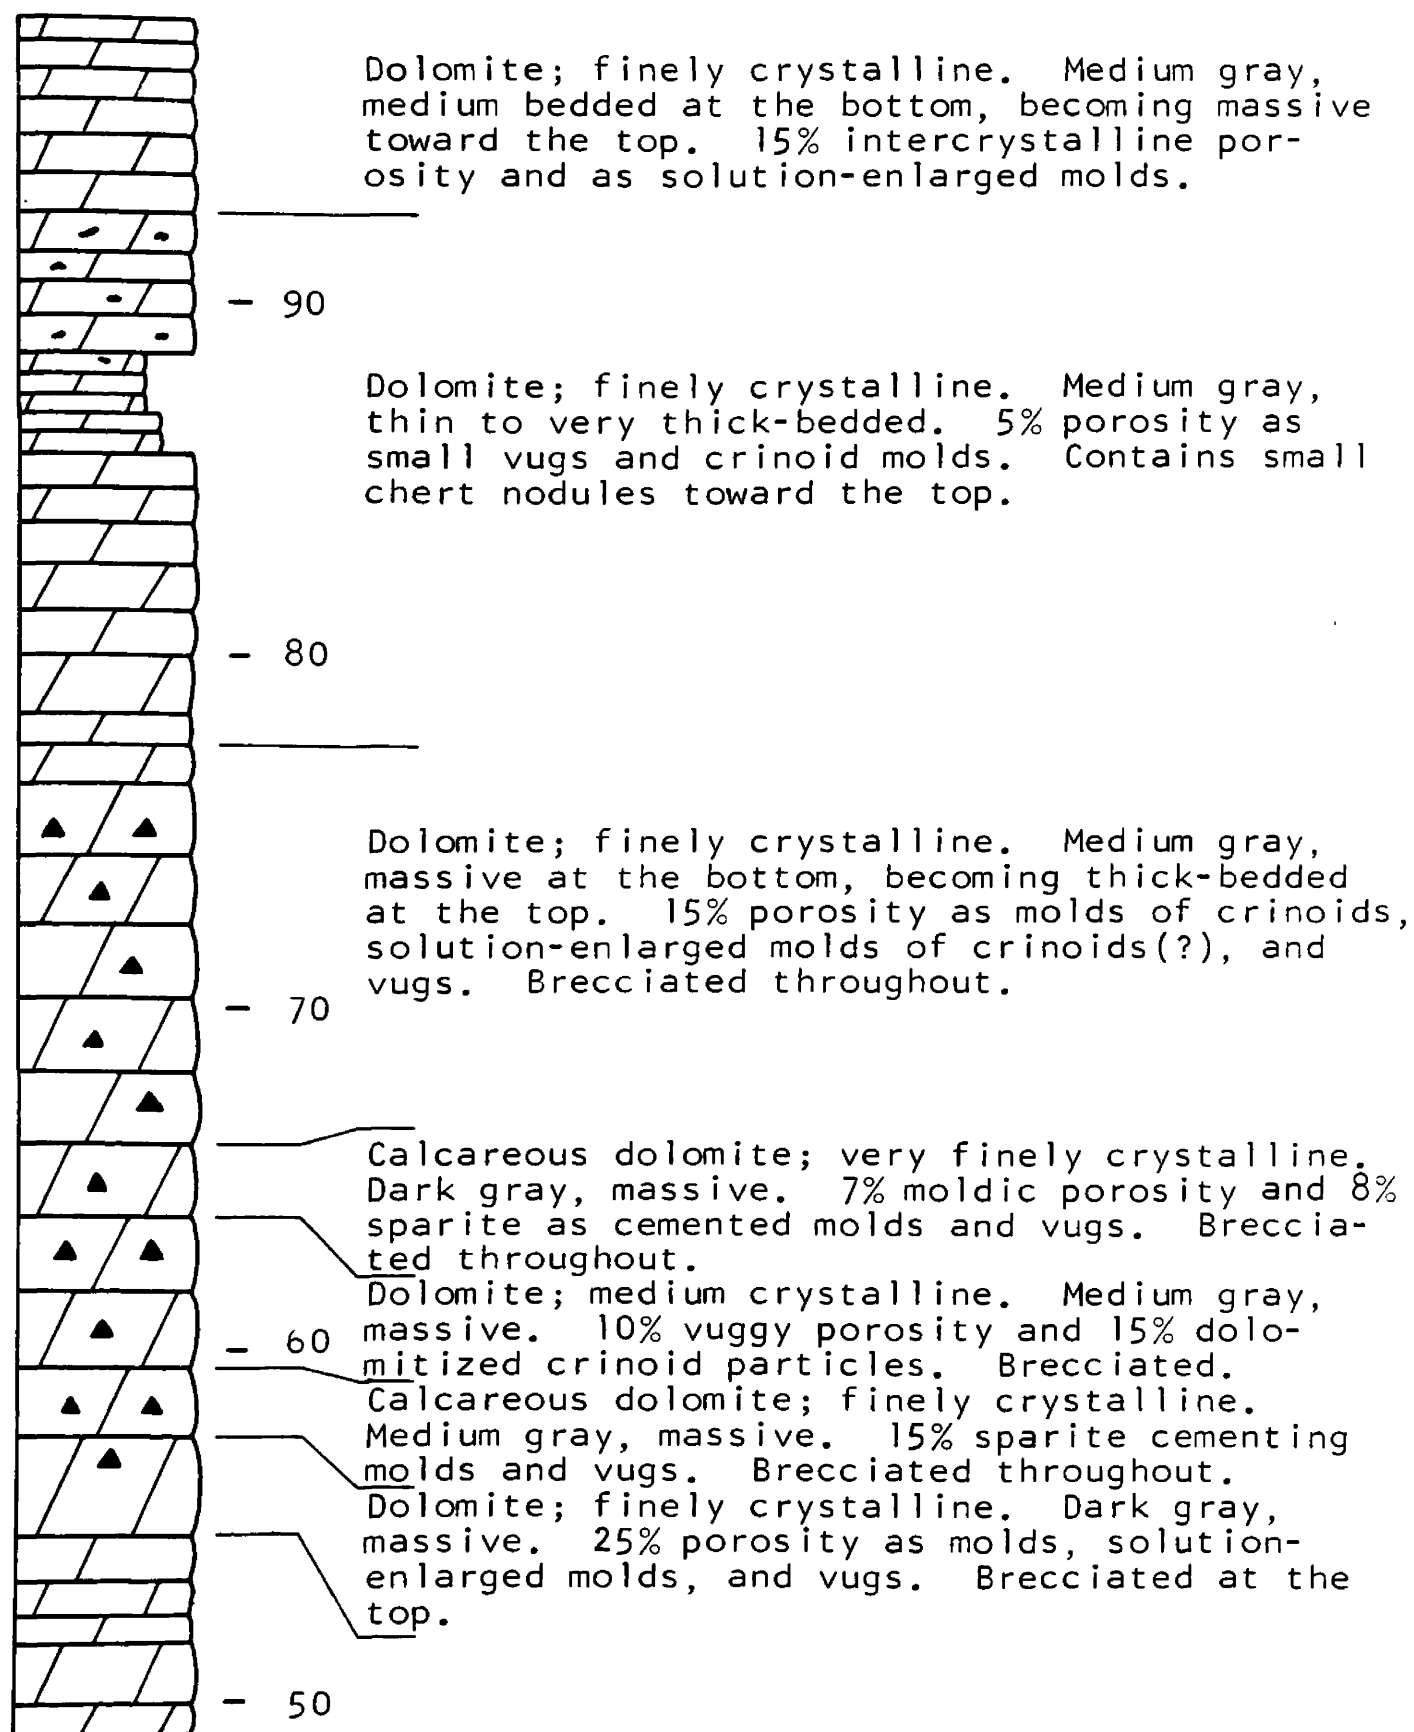 Dolomite; finely crystalline. Medium gray,
medium bedded at the bottom, becoming massive
toward the top. 15% intercrystalline por-
osity and as solution-enlarged molds.
- 90
Dolomite; finely crystalline. Medium gray,
thin to very thick-bedded. 5% porosity as
small vugs and crinoid molds. Contains small
chert nodules toward the top.
- 80
Dolomite; finely crystalline. Medium gray,
massive at the bottom, becoming thick-bedded
at the top. 15% porosity as molds of crinoids,
solution-enlarged molds of crinoids(?), and
vugs. Brecciated throughout.
- 70
Calcareous dolomite; very finely crystalline.
Dark gray, massive. 7% moldic porosity and 8%
sparite as cemented molds and vugs. Breccia-
ted throughout.
Dolomite; medium crystalline. Medium gray,
- 60 massive. 10% vuggy porosity and 15% dolo-
mitized crinoid particles. Brecciated.
Calcareous dolomite; finely crystalline.
Medium gray, massive. 15% sparite cementing
molds and vugs. Brecciated throughout.
Dolomite; finely crystalline. Dark gray,
massive. 25% porosity as molds, solution-
enlarged molds, and vugs. Brecciated at the
top.
- 50